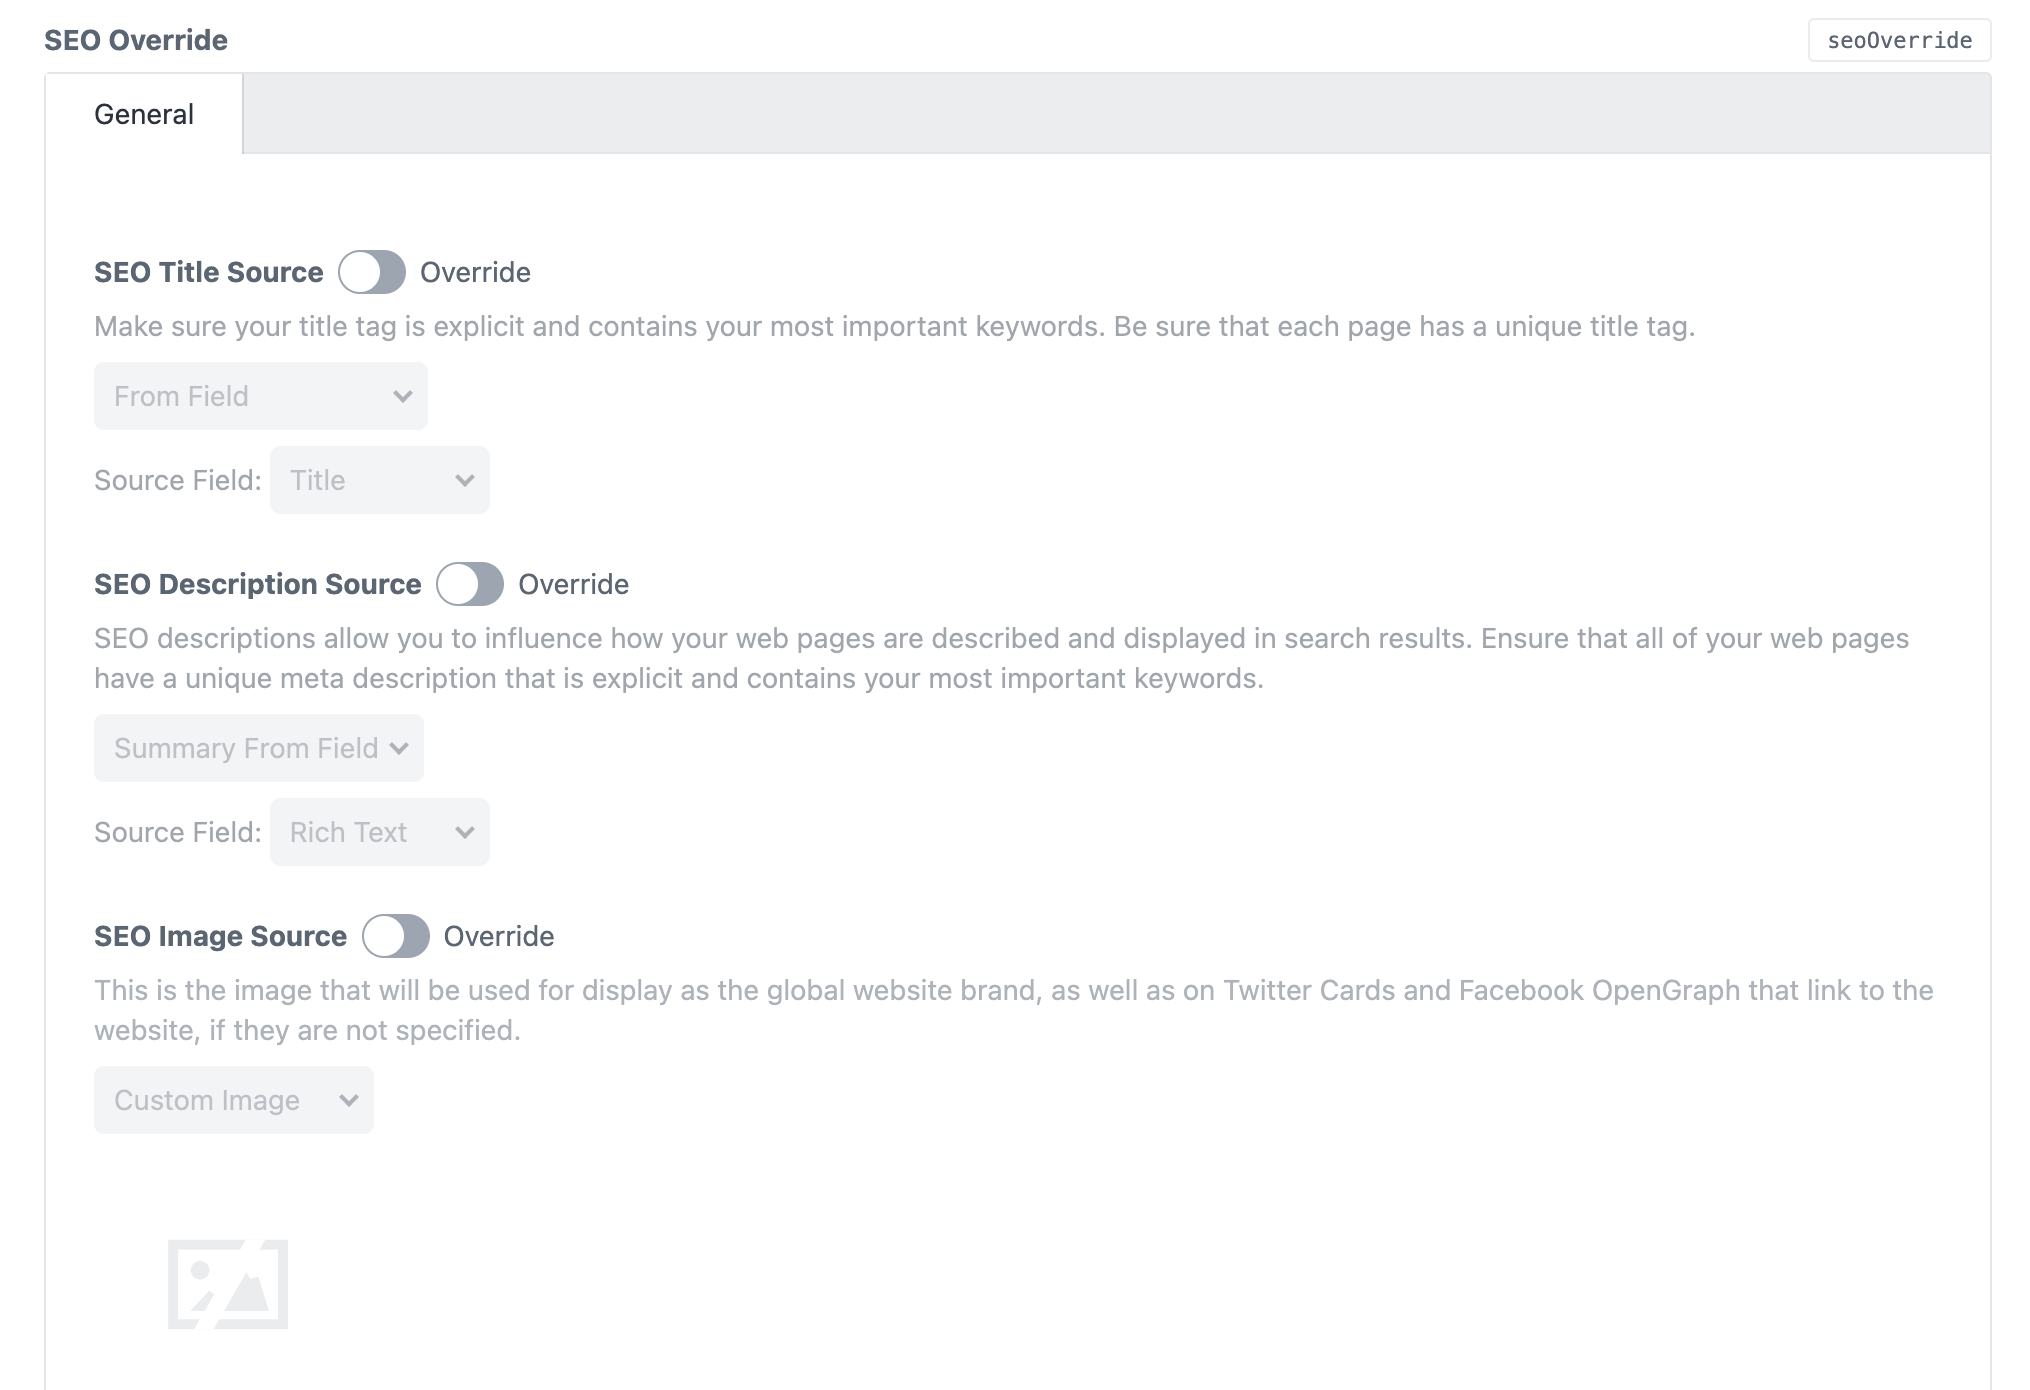 SEO Override
seoOverride
General
SEO Title Source Override
Make sure your title tag is explicit and contains your most important keywords. Be sure that each page has a unique title tag.
From Field
Source Field: Title
SEO Description Source Override
SEO descriptions allow you to influence how your web pages are described and displayed in search results. Ensure that all of your web pages
have a unique meta description that is explicit and contains your most important keywords.
Summary From Field
Source Field: Rich Text
SEO Image Source Override
This is the image that will be used for display as the global website brand, as well as on Twitter Cards and Facebook OpenGraph that link to the
website, if they are not specified.
Custom Image